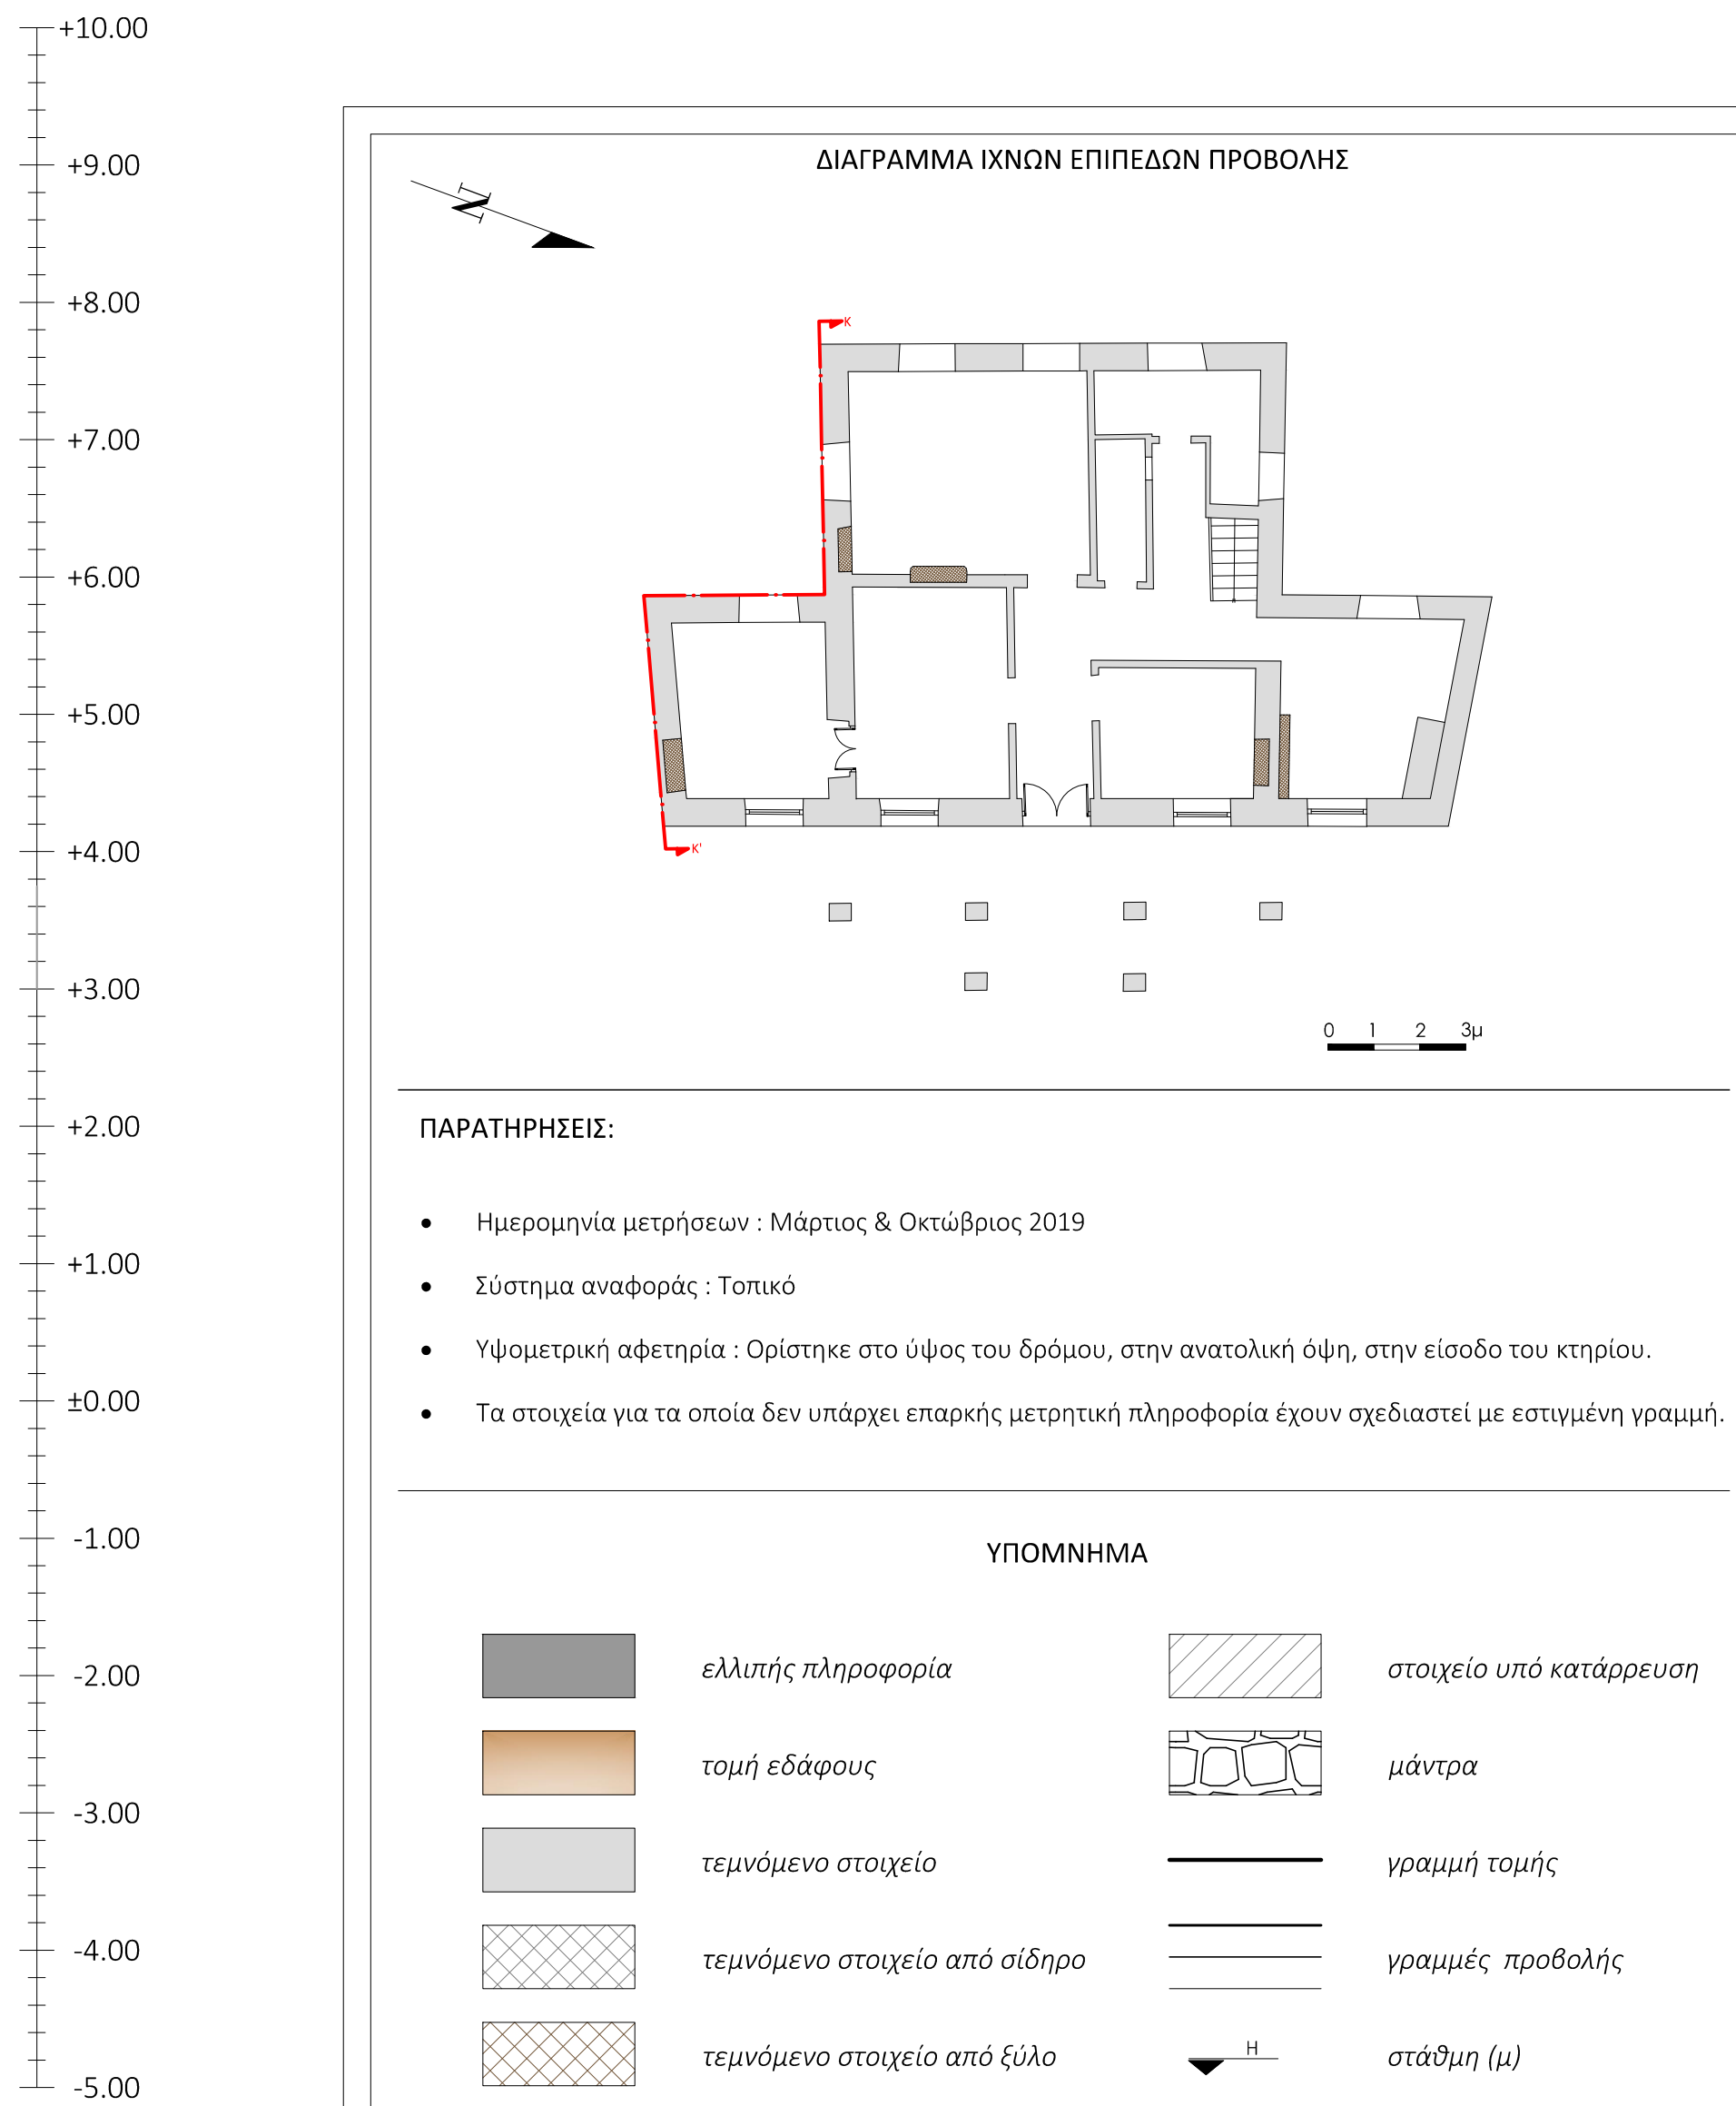 +10.00
+9.00
+8.00
+7.00
+6.00
+5.00
+4.00
+3.00
+2.00
+1.00
±0.00
-1.00
-2.00
-3.00
-4.00
-5.00
ΔΙΑΓΡΑΜΜΑ ΙΧΝΩΝ ΕΠΙΠΕΔΩΝ ΠΡΟΒΟΛΗΣ
N
K
K'
0 1 2 3μ
ΠΑΡΑΤΗΡΗΣΕΙΣ:
• Ημερομηνία μετρήσεων : Μάρτιος & Οκτώβριος 2019
• Σύστημα αναφοράς : Τοπικό
• Υψομετρική αφετηρία : Ορίστηκε στο ύψος του δρόμου, στην ανατολική όψη, στην είσοδο του κτηρίου.
• Τα στοιχεία για τα οποία δεν υπάρχει επαρκής μετρητική πληροφορία έχουν σχεδιαστεί με εστιγμένη γραμμή.
ΥΠΟΜΝΗΜΑ
ελλιπής πληροφορία
στοιχείο υπό κατάρρευση
τομή εδάφους
μάντρα
τεμνόμενο στοιχείο
γραμμή τομής
τεμνόμενο στοιχείο από σίδηρο
γραμμές προβολής
τεμνόμενο στοιχείο από ξύλο
H
στάθμη (μ)